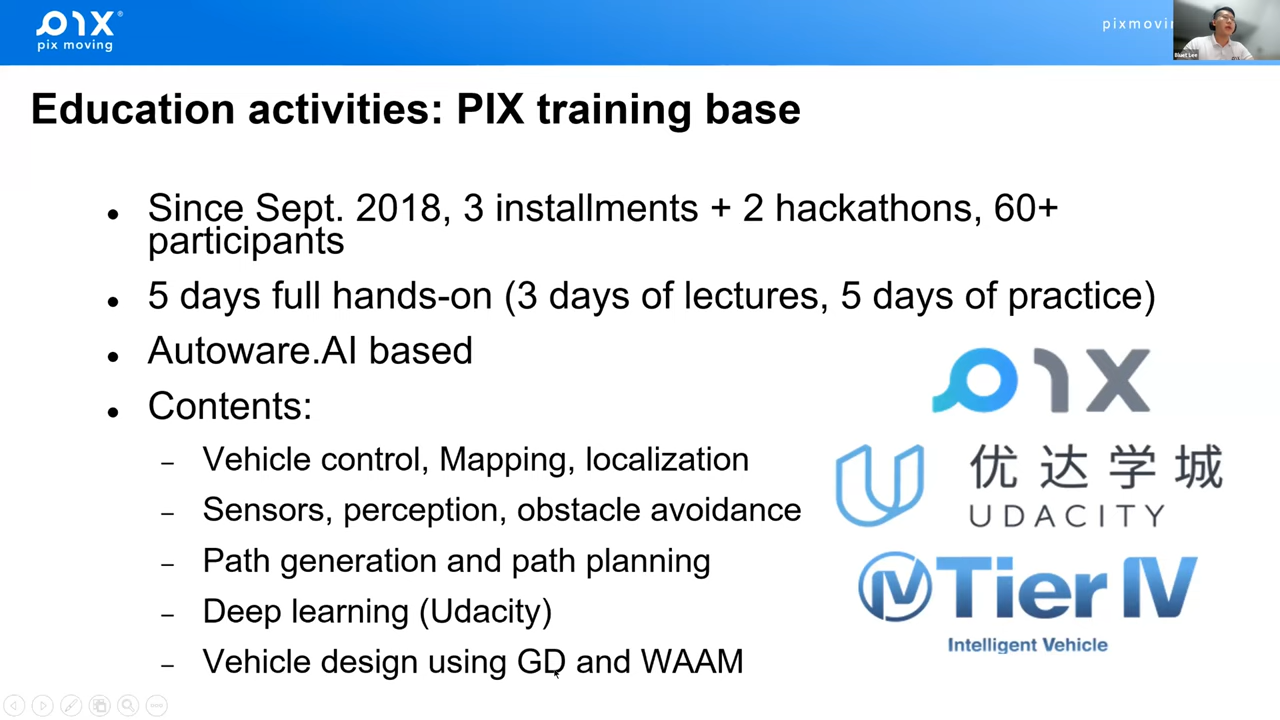 pix
pix moving
pixmovin
BlueLee
Education activities: PIX training base
Since Sept. 2018, 3 installments + 2 hackathons, 60+
participants
5 days full hands-on (3 days of lectures, 5 days of practice)
Autoware.AI based
Contents:
– Vehicle control, Mapping, localization
– Sensors, perception, obstacle avoidance
– Path generation and path planning
– Deep learning (Udacity)
– Vehicle design using GD and WAAM
pix
优达学城
UDACITY
Tier IV
Intelligent Vehicle